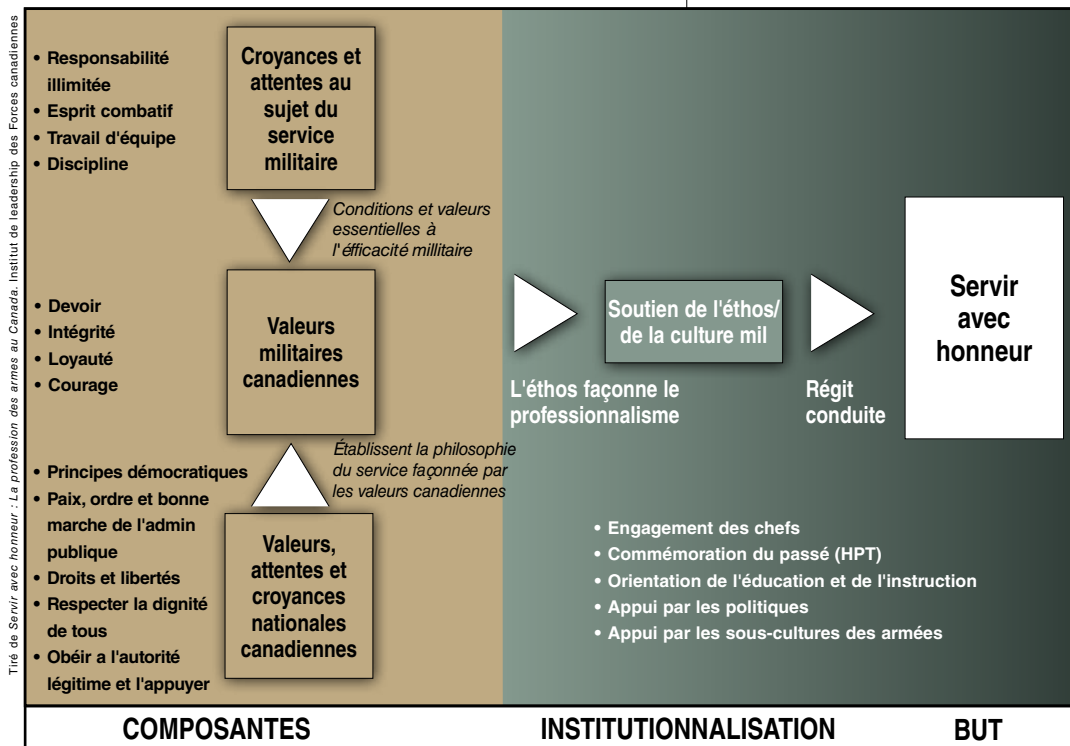 Tiré de Servir avec honneur : La profession des armes au Canada. Institut de leadership des Forces canadiennes
• Responsabilité
illimitée
• Esprit combatif
• Travail d'équipe
• Discipline
Croyances et
attentes au
sujet du
service
militaire
Conditions et valeurs
essentielles à
l'éfficacité millitaire
• Devoir
• Intégrité
• Loyauté
• Courage
Valeurs
militaires
canadiennes
Établissent la philosophie
du service façonnée par
les valeurs canadiennes
• Principes démocratiques
• Paix, ordre et bonne
marche de l'admin
publique
• Droits et libertés
• Respecter la dignité
de tous
• Obéir a l'autorité
légitime et l'appuyer
Valeurs,
attentes et
croyances
nationales
canadiennes
L'éthos façonne le
professionnalisme
Soutien de l'éthos/
de la culture mil
Régit
conduite
Servir
avec
honneur
• Engagement des chefs
• Commémoration du passé (HPT)
• Orientation de l'éducation et de l'instruction
• Appui par les politiques
• Appui par les sous-cultures des armées
COMPOSANTES
INSTITUTIONNALISATION
BUT